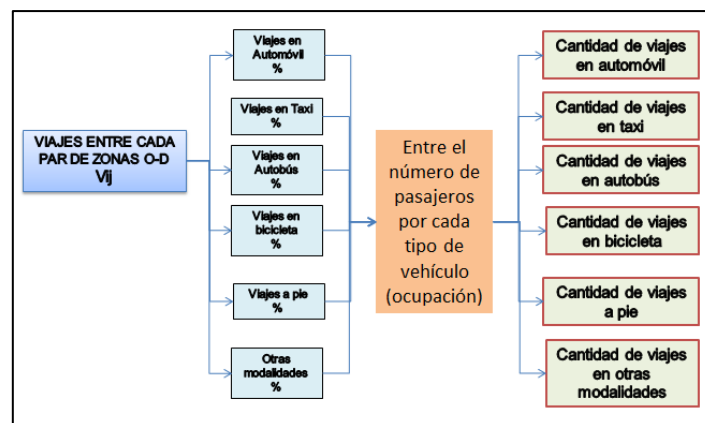 VIAJES ENTRE CADA
PAR DE ZONAS O-D
Vij
Viajes en
Automóvil
%
Viajes en Taxi
%
Viajes en
Autobús
%
Viajes en
bicicleta
%
Viajes a pie
%
Otras
modalidades
%
Entre el
número de
pasajeros
por cada
tipo de
vehículo
(ocupación)
Cantidad de viajes
en automóvil
Cantidad de viajes
en taxi
Cantidad de viajes
en autobús
Cantidad de viajes
en bicicleta
Cantidad de viajes
a pie
Cantidad de viajes
en otras
modalidades